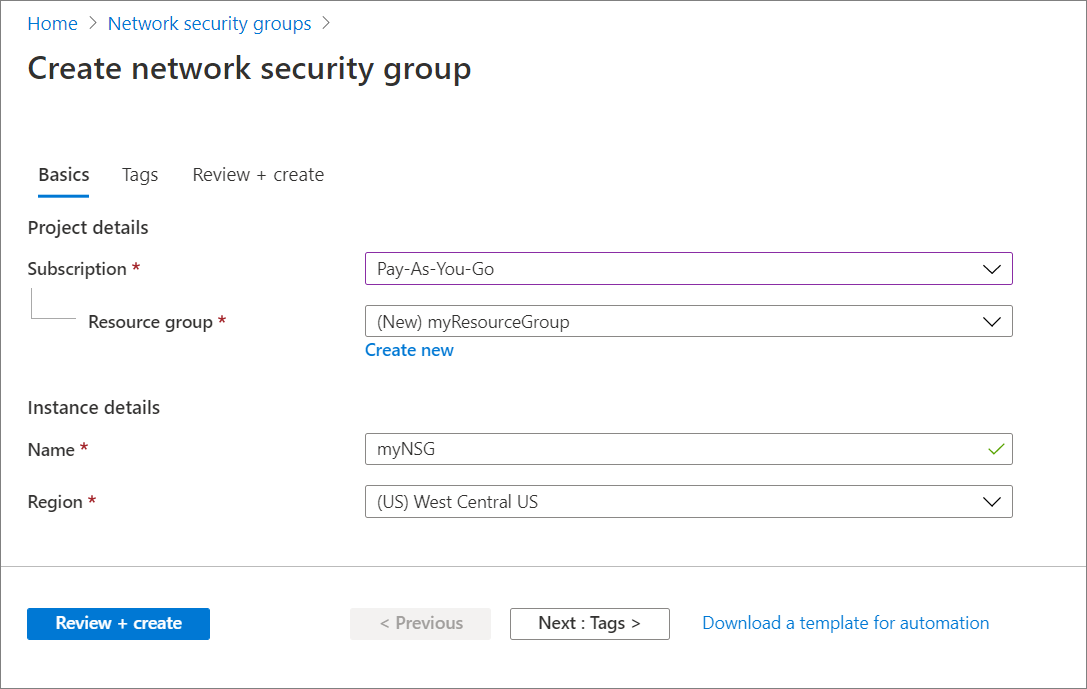 Home > Network security groups >
Create network security group
Basics Tags Review + create
Project details
Subscription * Pay-As-You-Go
Resource group * (New) myResourceGroup
Create new
Instance details
Name * myNSG
Region * (US) West Central US
Review + create < Previous Next : Tags > Download a template for automation